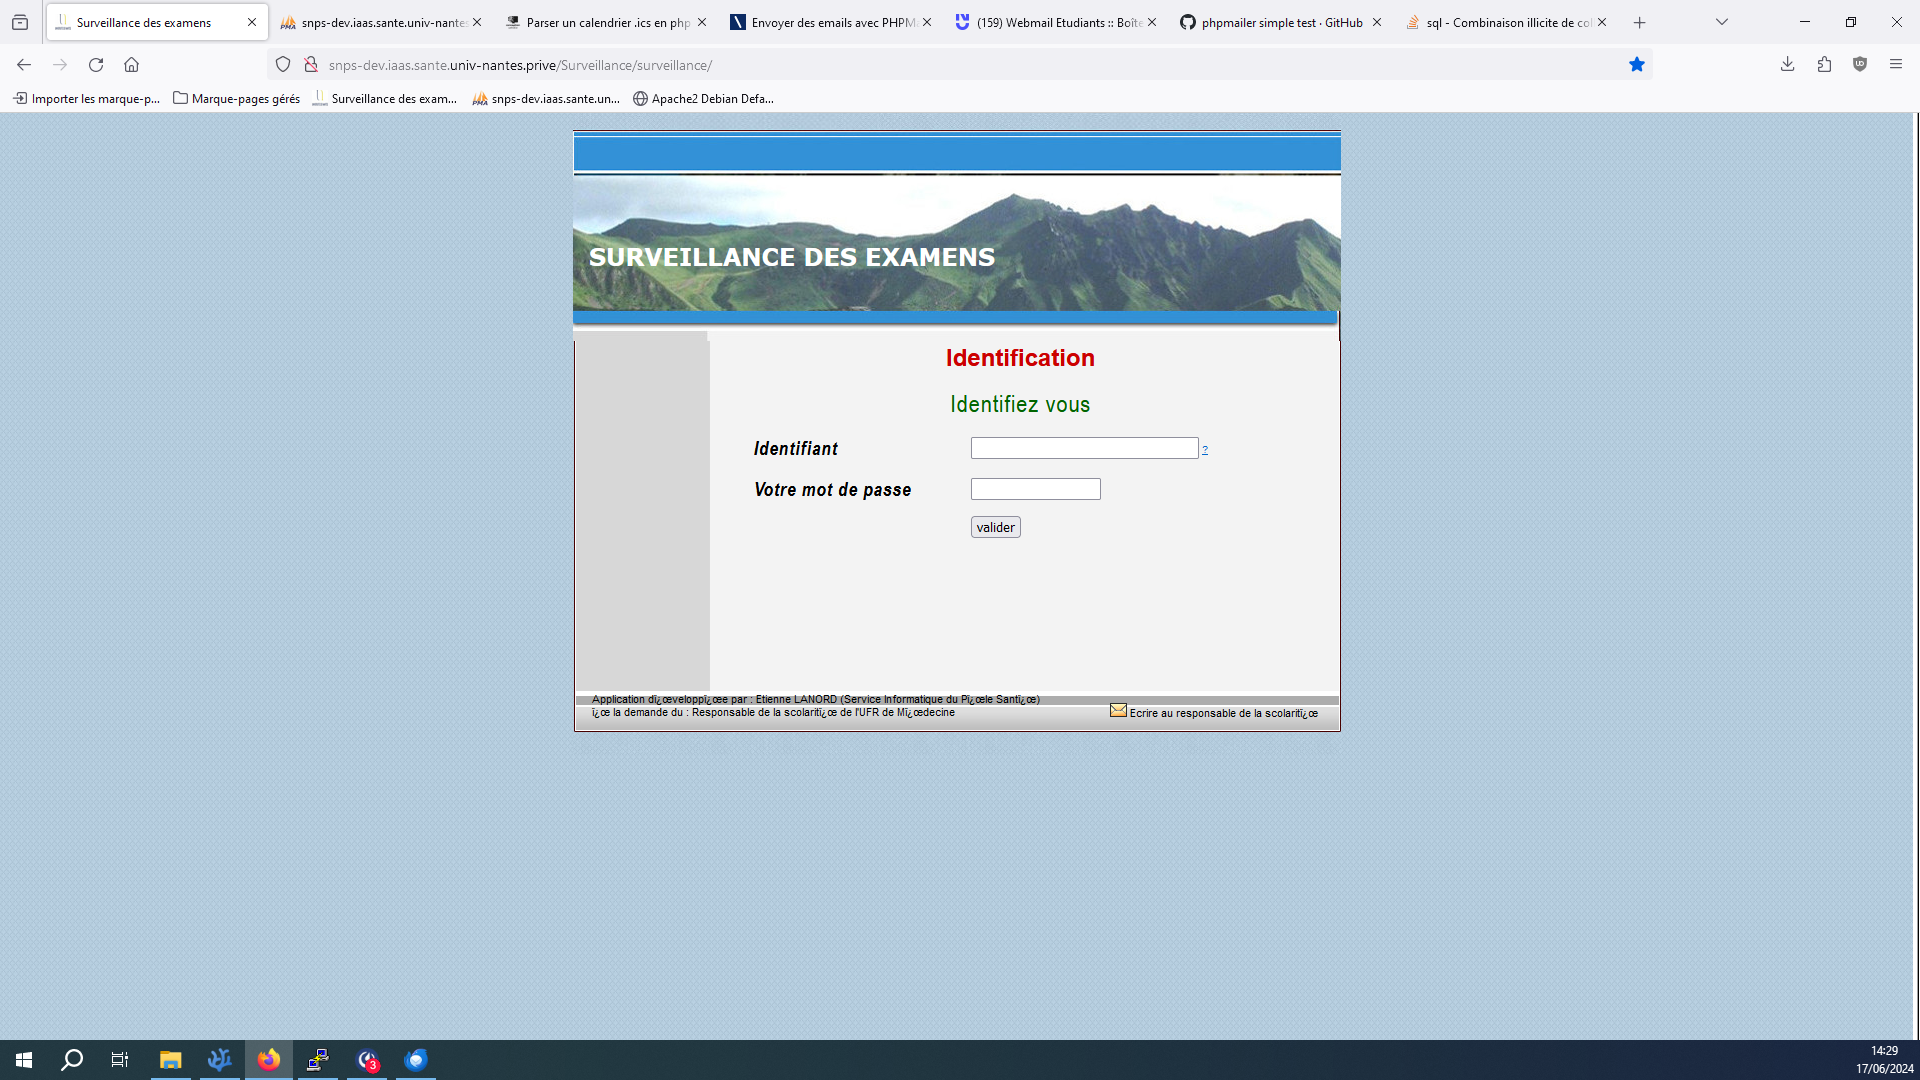 Surveillance des examens
snps-dev.iaas.sante.univ-nantes
Parser un calendrier .ics en php
Envoyer des emails avec PHPM
(159) Webmail Etudiants :: Boîte
phpmailer simple test · GitHub
sql - Combinaison illicite de col
snps-dev.iaas.sante.univ-nantes.prive/Surveillance/surveillance/
Importer les marque-p...
Marque-pages gérés
Surveillance des exam...
snps-dev.iaas.sante.un...
Apache2 Debian Defa...
SURVEILLANCE DES EXAMENS
Identification
Identifiez vous
Identifiant
?
Votre mot de passe
valider
Application dï¿œveloppï¿œe par : Etienne LANORD (Service Informatique du Pï¿œle Santï¿œ)
ï¿œ la demande du : Responsable de la scolaritï¿œ de l'UFR de Mï¿œdecine
Ecrire au responsable de la scolaritï¿œ
3
14:29
17/06/2024